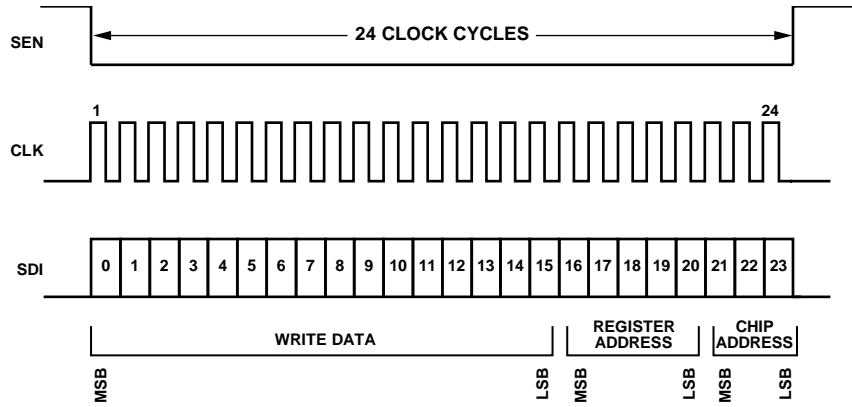 SEN
24 CLOCK CYCLES
1
24
CLK
SDI
0 1 2 3 4 5 6 7 8 9 10 11 12 13 14 15 16 17 18 19 20 21 22 23
WRITE DATA
REGISTER
ADDRESS
CHIP
ADDRESS
MSB
LSB
MSB
LSB
MSB
LSB